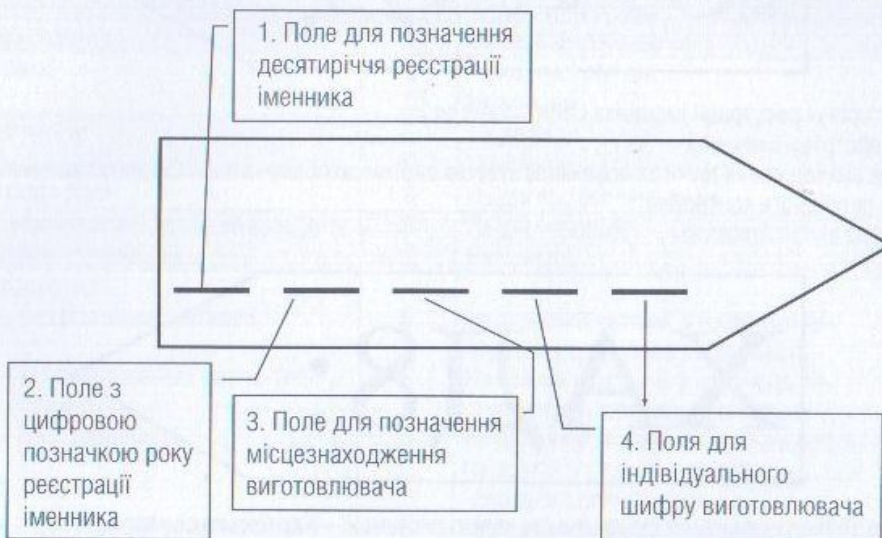 1. Поле для позначення
десятиріччя реєстрації
іменника
2. Поле з
цифровою
позначкою року
реєстрації
іменника
3. Поле для позначення
місцезнаходження
виготовлювача
4. Поля для
індивідуального
шифру виготовлювача